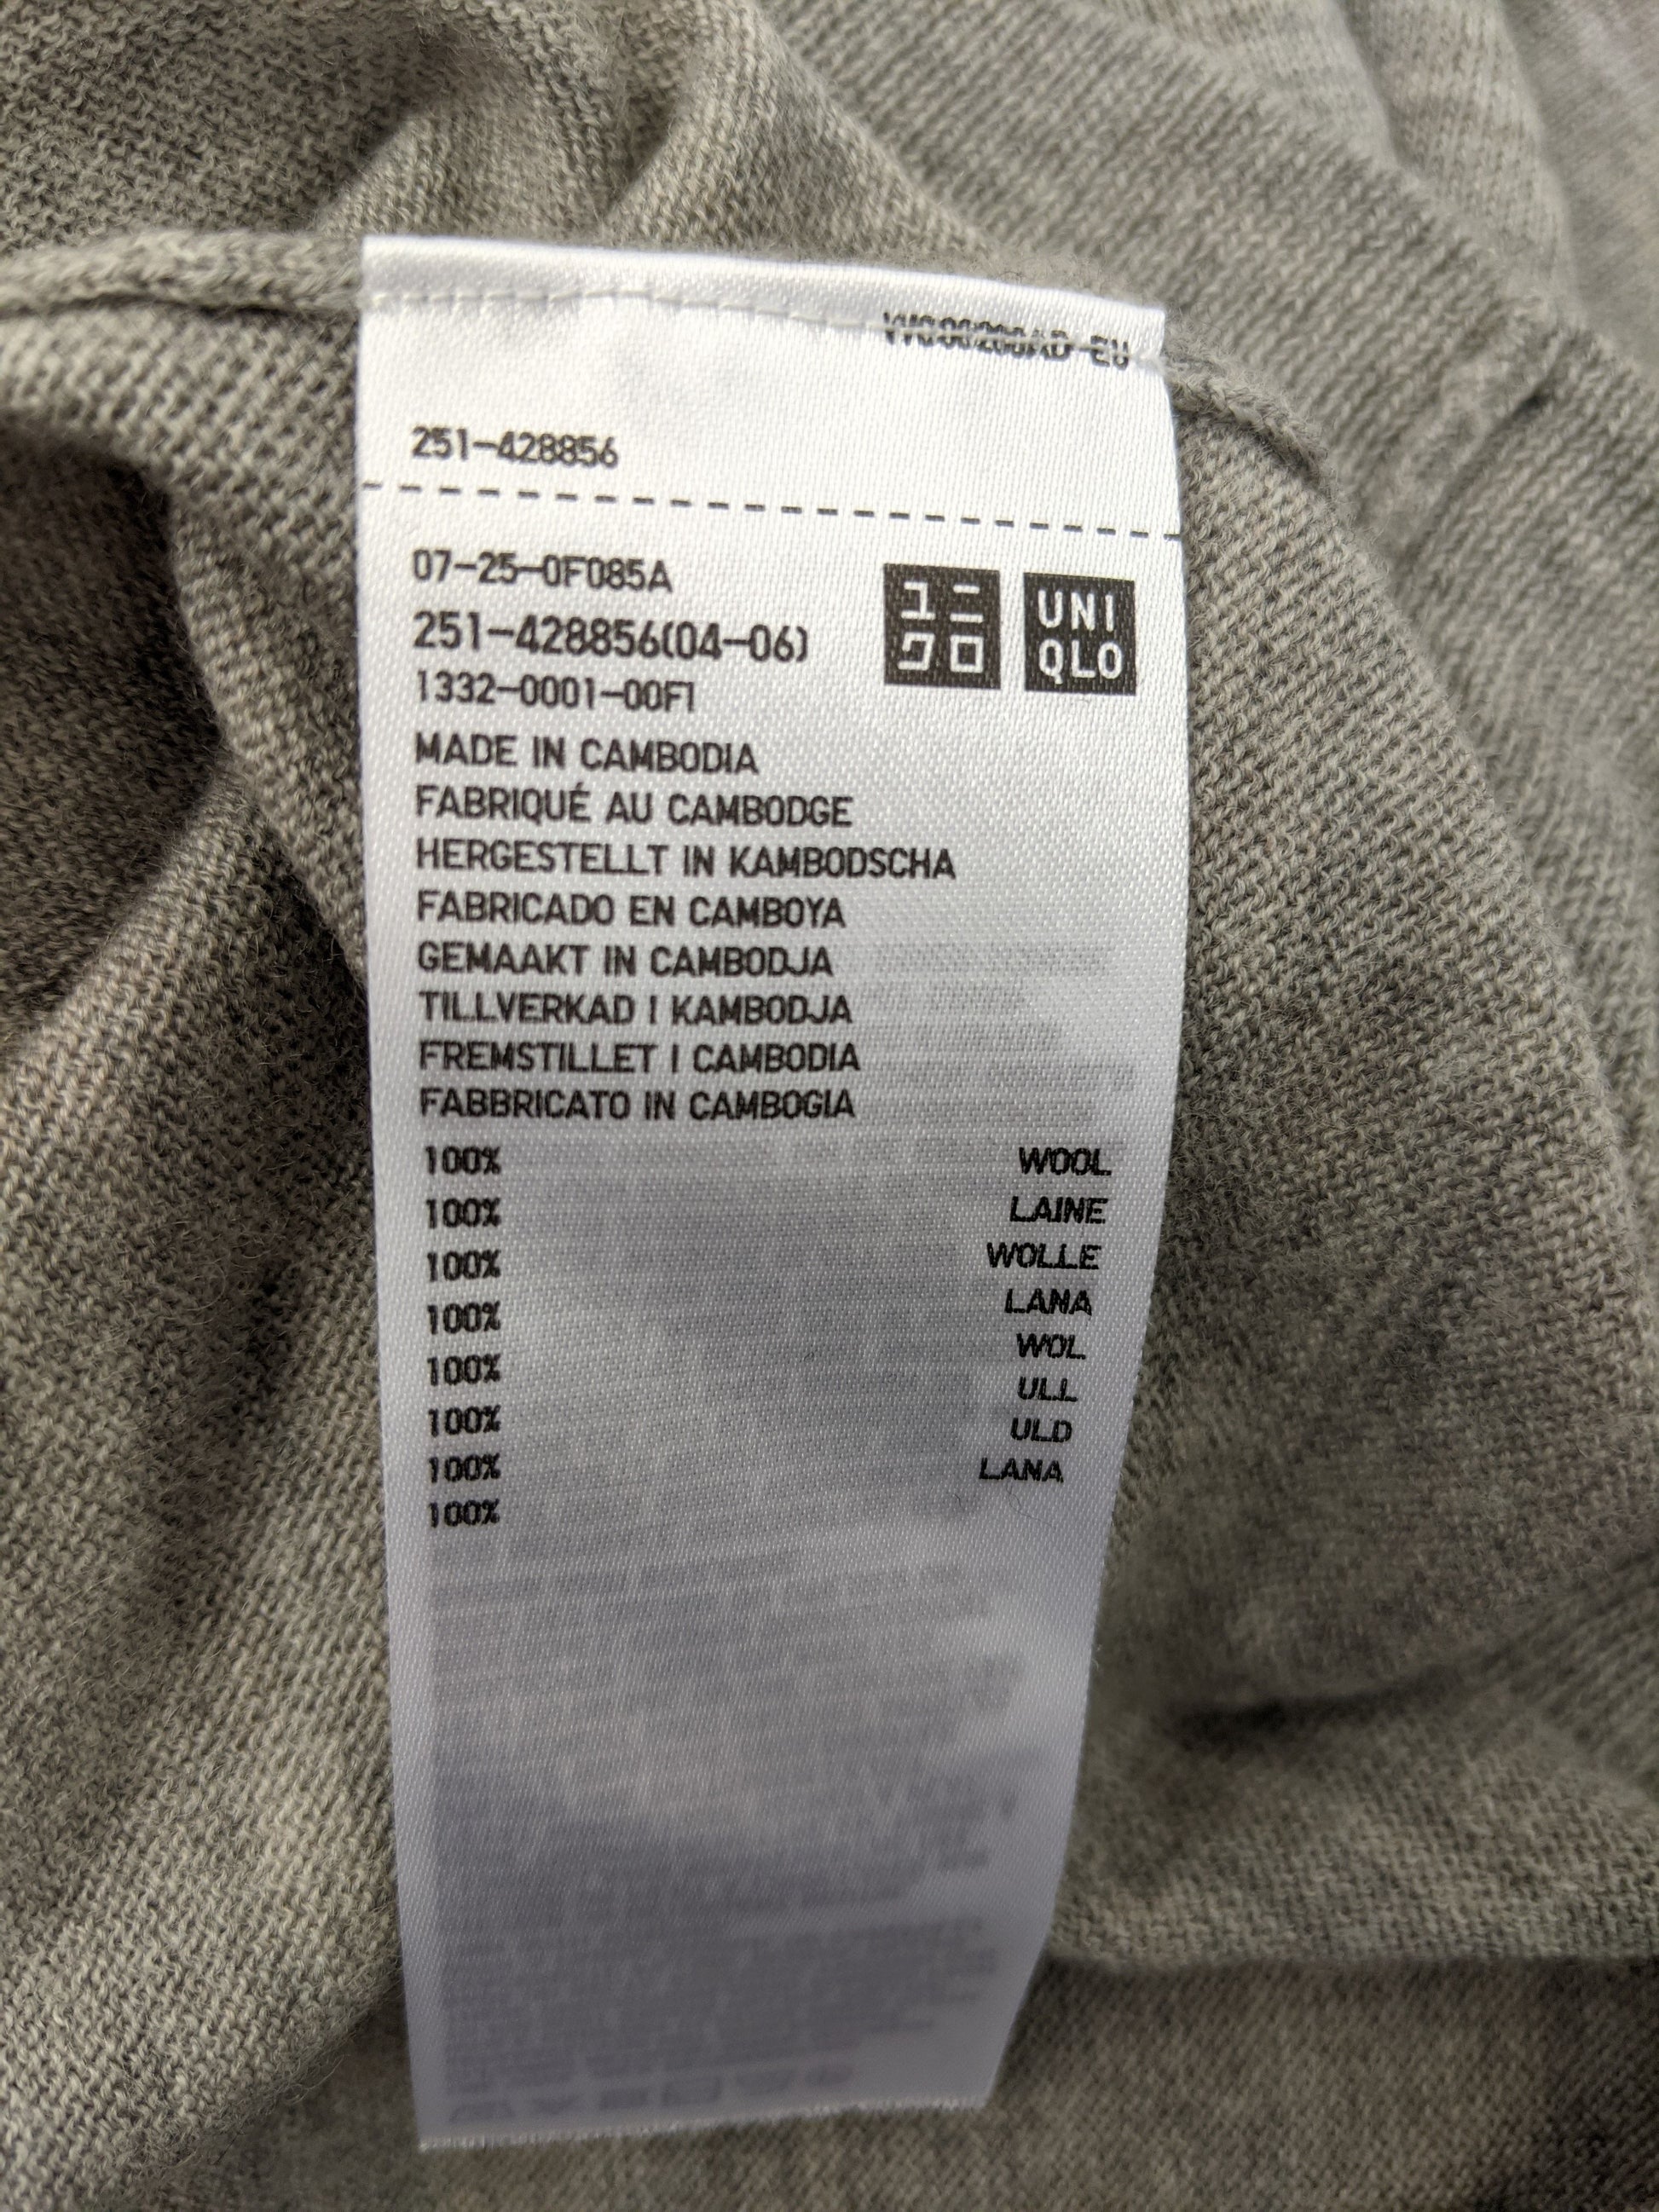 EU
251-428856
07-25-0F085A
251-428856(04-06)
1332-0001-00F1
ユニ
クロ
UNI
QLO
MADE IN CAMBODIA
FABRIQUÉ AU CAMBODGE
HERGESTELLT IN KAMBODSCHA
FABRICADO EN CAMBOYA
GEMAAKT IN CAMBODJA
TILLVERKAD I KAMBODJA
FREMSTILLET I CAMBODIA
FABBRICATO IN CAMBOGIA
100% WOOL
100% LAINE
100% WOLLE
100% LANA
100% WOL
100% ULL
100% ULD
100% LANA